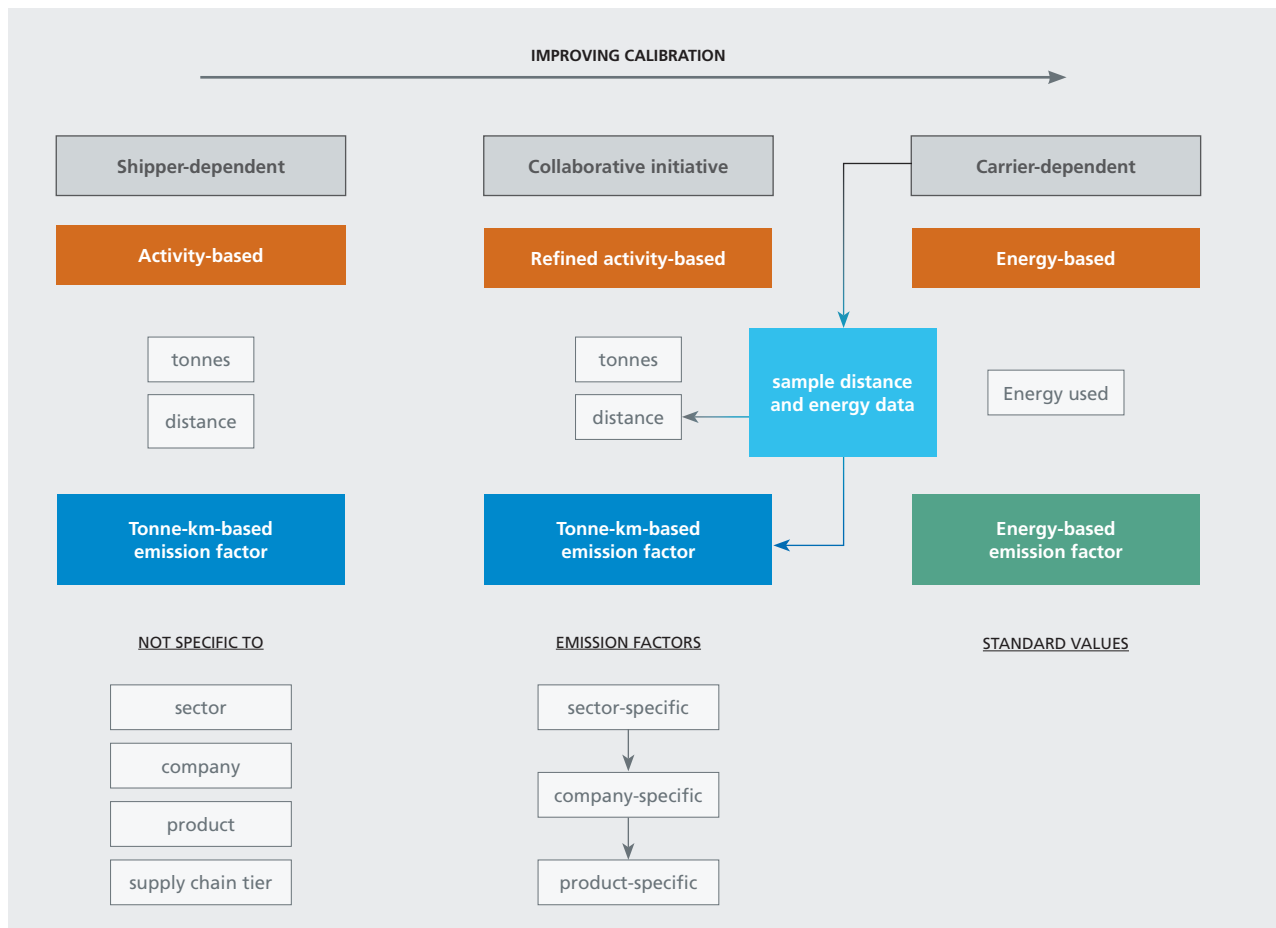 IMPROVING CALIBRATION
Shipper-dependent
Collaborative initiative
Carrier-dependent
Activity-based
Refined activity-based
Energy-based
tonnes
distance
tonnes
distance
sample distance
and energy data
Energy used
Tonne-km-based
emission factor
Tonne-km-based
emission factor
Energy-based
emission factor
NOT SPECIFIC TO
EMISSION FACTORS
STANDARD VALUES
sector
company
product
supply chain tier
sector-specific
company-specific
product-specific